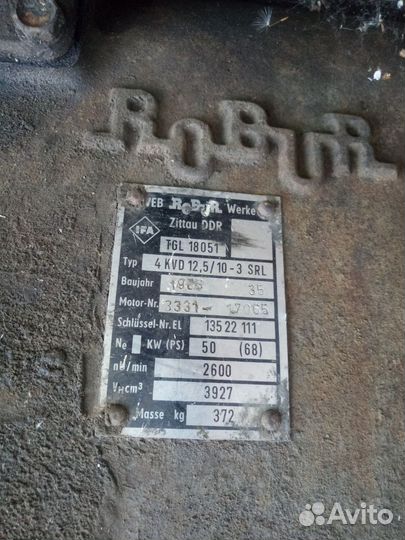 RoBuR
VEB RoBuR Werke
Zittau DDR
IFA
TGL 18051
Typ 4 KVD 12,5/10-3 SRL
Baujahr
Motor-Nr.
Schlüssel-Nr. EL 135 22 111
Ne KW (PS) 50 (68)
n U/min 2600
VH cm³ 3927
Masse kg 372
Avito